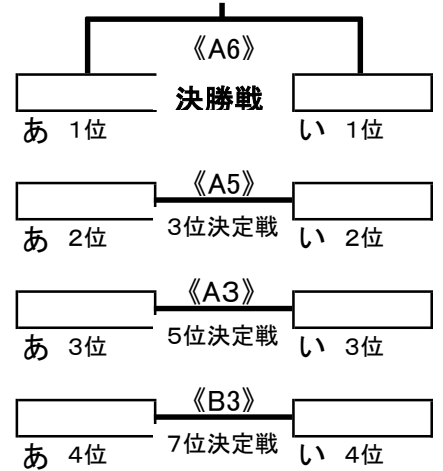 《A6》
決勝戦
あ 1位 い 1位
《A5》
3位決定戦
あ 2位 い 2位
《A3》
5位決定戦
あ 3位 い 3位
《B3》
7位決定戦
あ 4位 い 4位